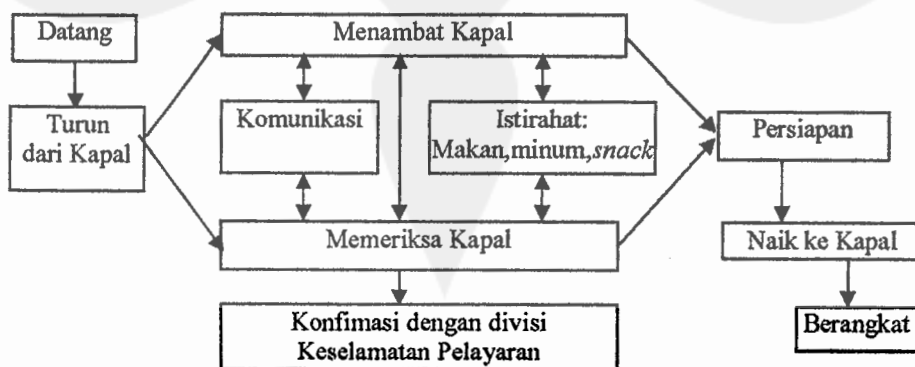 Datang
Menambat Kapal
Turun
dari Kapal
Komunikasi
Istirahat:
Makan,minum,snack
Persiapan
Memeriksa Kapal
Naik ke Kapal
Konfimasi dengan divisi
Keselamatan Pelayaran
Berangkat